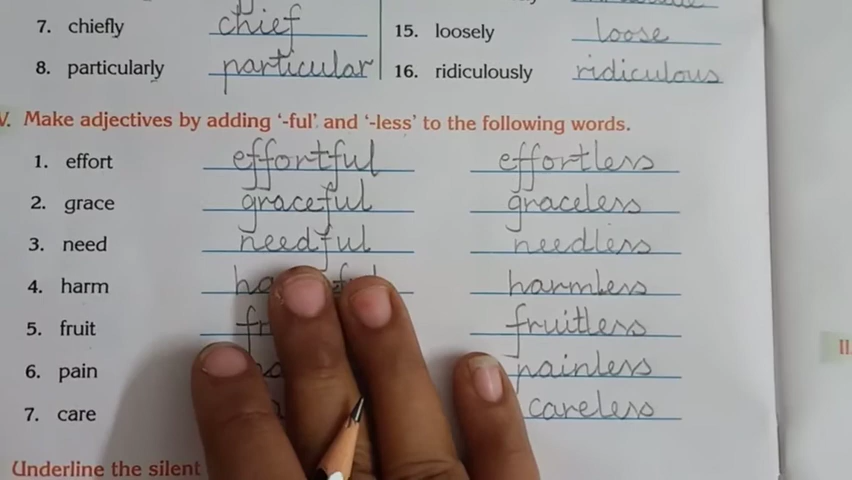 7. chiefly chief 15. loosely loose
8. particularly particular 16. ridiculously ridiculous
V. Make adjectives by adding '-ful' and '-less' to the following words.
1. effort effortful effortless
2. grace graceful graceless
3. need needful needless
4. harm harmless
5. fruit fruitless
6. pain painless
7. care careless
Underline the silent
II